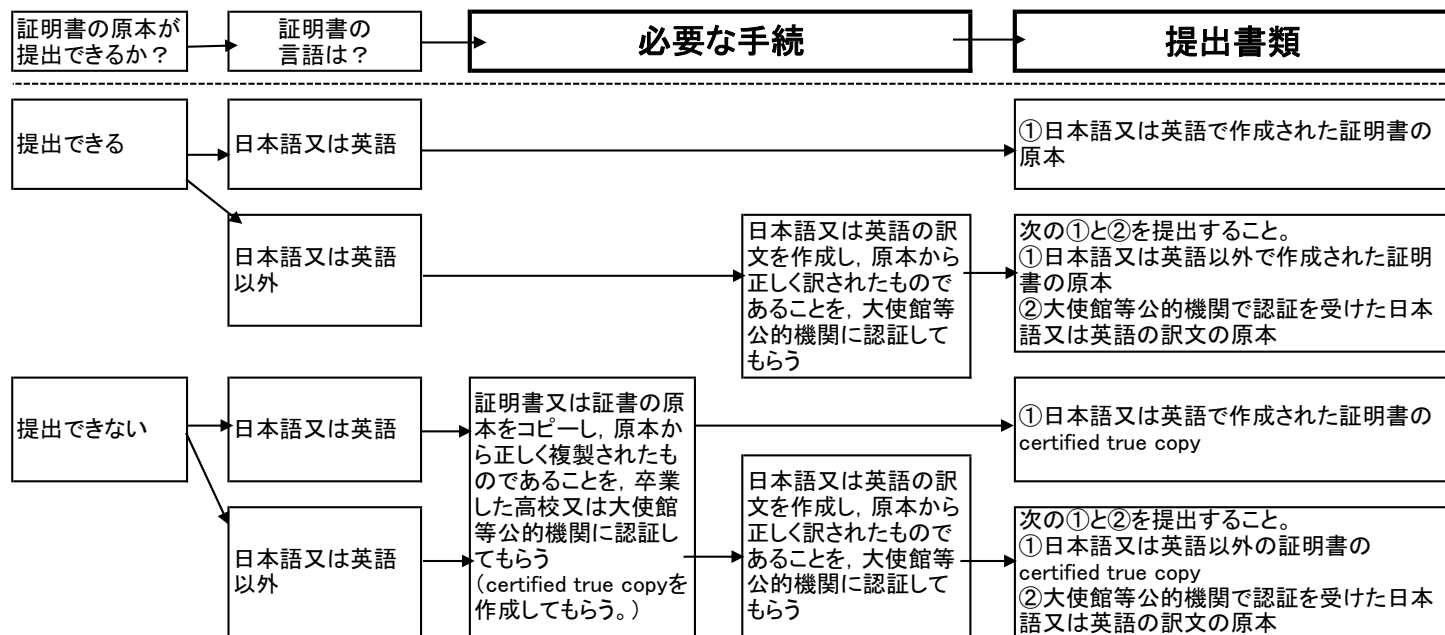 証明書の原本が
提出できるか?
証明書の
言語は?
必要な手続
提出書類
提出できる
日本語又は英語
①日本語又は英語で作成された証明書の
原本
日本語又は英語
以外
日本語又は英語の訳
文を作成し,原本から
正しく訳されたもので
あることを,大使館等
公的機関に認証して
もらう
次の①と②を提出すること。
①日本語又は英語以外で作成された証明
書の原本
②大使館等公的機関で認証を受けた日本
語又は英語の訳文の原本
提出できない
日本語又は英語
証明書又は証書の原
本をコピーし,原本か
ら正しく複製されたも
のであることを,卒業
した高校又は大使館
等公的機関に認証し
てもらう
(certified true copyを
作成してもらう。)
①日本語又は英語で作成された証明書の
certified true copy
日本語又は英語
以外
日本語又は英語の訳
文を作成し,原本から
正しく訳されたもので
あることを,大使館等
公的機関に認証して
もらう
次の①と②を提出すること。
①日本語又は英語以外の証明書の
certified true copy
②大使館等公的機関で認証を受けた日本
語又は英語の訳文の原本